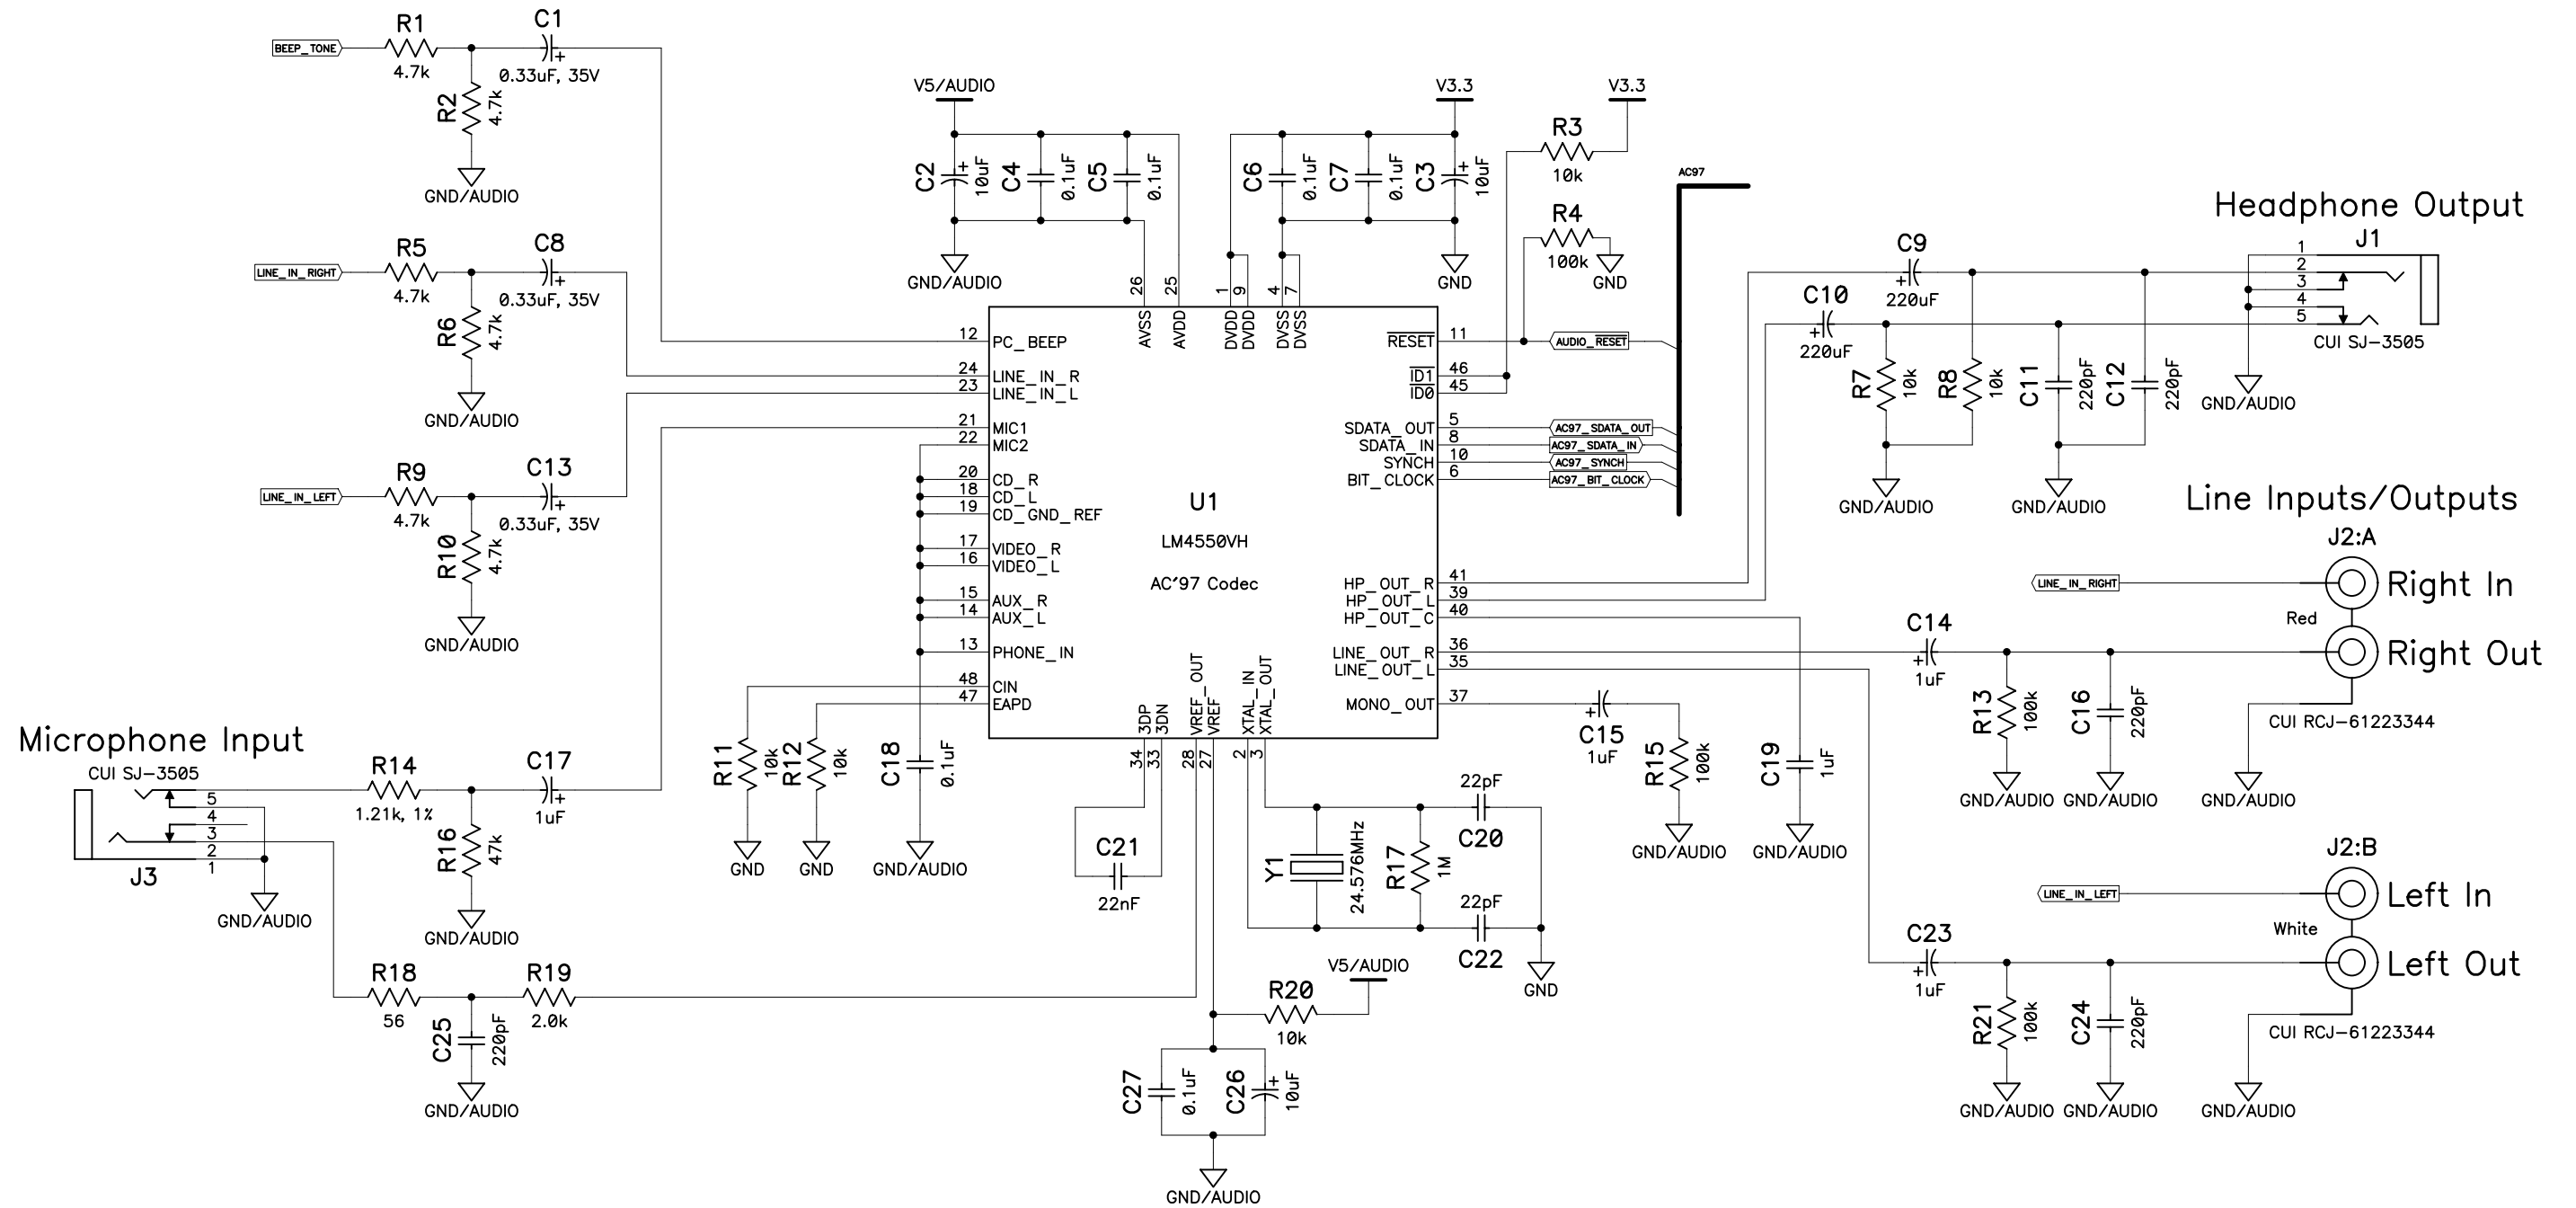 BEEP_TONE
R1
4.7k
C1
0.33uF, 35V
R2
4.7k
GND/AUDIO
LINE_IN_RIGHT
R5
4.7k
C8
0.33uF, 35V
R6
4.7k
GND/AUDIO
LINE_IN_LEFT
R9
4.7k
C13
0.33uF, 35V
R10
4.7k
GND/AUDIO
Microphone Input
CUI SJ-3505
5
4
3
2
1
J3
GND/AUDIO
R14
1.21k, 1%
C17
1uF
R16
47k
GND/AUDIO
R18
56
R19
2.0k
C25
220pF
GND/AUDIO
V5/AUDIO
C2
10uF
C4
0.1uF
C5
0.1uF
GND/AUDIO
V3.3
C6
0.1uF
C7
0.1uF
C3
10uF
GND
V3.3
R3
10k
R4
100k
GND
26
25
1
9
4
7
AVSS
AVDD
DVDD
DVDD
DVSS
DVSS
12 PC_BEEP
24 LINE_IN_R
23 LINE_IN_L
21 MIC1
22 MIC2
20 CD_R
18 CD_L
19 CD_GND_REF
17 VIDEO_R
16 VIDEO_L
15 AUX_R
14 AUX_L
13 PHONE_IN
48 CIN
47 EAPD
U1
LM4550VH
AC'97 Codec
RESET 11
ID1 46
ID0 45
SDATA_OUT 5
SDATA_IN 8
SYNCH 10
BIT_CLOCK 6
HP_OUT_R 41
HP_OUT_L 39
HP_OUT_C 40
LINE_OUT_R 36
LINE_OUT_L 35
MONO_OUT 37
3DP
3DN
VREF_OUT
VREF
XTAL_IN
XTAL_OUT
34
33
28
27
2
3
AC97
AUDIO_RESET
AC97_SDATA_OUT
AC97_SDATA_IN
AC97_SYNCH
AC97_BIT_CLOCK
R11
10k
GND
R12
10k
GND
C18
0.1uF
GND/AUDIO
C21
22nF
Y1
24.576MHz
R17
1M
22pF
C20
22pF
C22
GND
V5/AUDIO
R20
10k
C27
0.1uF
C26
10uF
GND/AUDIO
C15
1uF
R15
100k
GND/AUDIO
C19
1uF
GND/AUDIO
Headphone Output
J1
1
2
3
4
5
CUI SJ-3505
GND/AUDIO
C9
220uF
C10
220uF
R7
10k
R8
10k
GND/AUDIO
C11
220pF
C12
220pF
GND/AUDIO
Line Inputs/Outputs
J2:A
LINE_IN_RIGHT
Right In
Red
Right Out
CUI RCJ-61223344
C14
1uF
R13
100k
C16
220pF
GND/AUDIO
GND/AUDIO
GND/AUDIO
J2:B
LINE_IN_LEFT
Left In
White
Left Out
CUI RCJ-61223344
C23
1uF
R21
100k
C24
220pF
GND/AUDIO
GND/AUDIO
GND/AUDIO